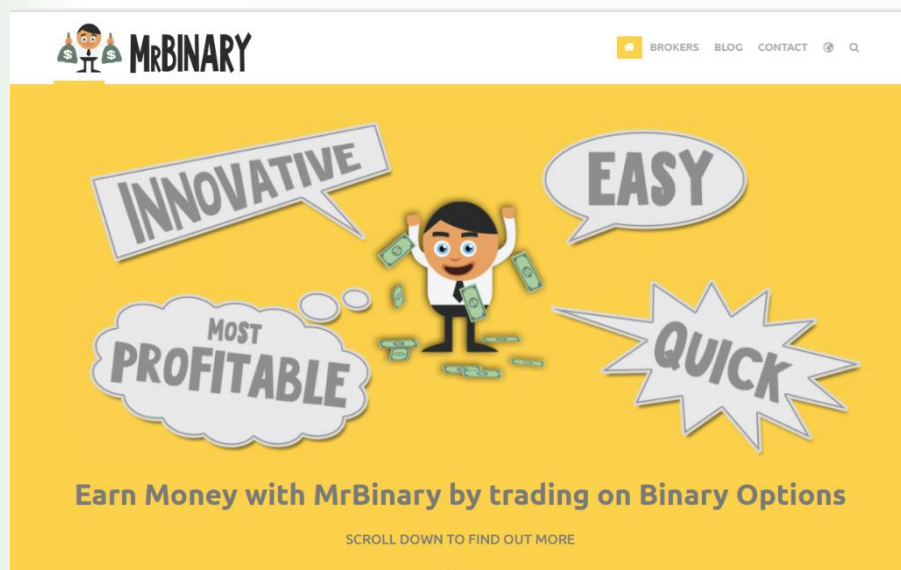 MRBINARY
BROKERS BLOG CONTACT
INNOVATIVE
EASY
MOST
PROFITABLE
QUICK
Earn Money with MrBinary by trading on Binary Options
SCROLL DOWN TO FIND OUT MORE